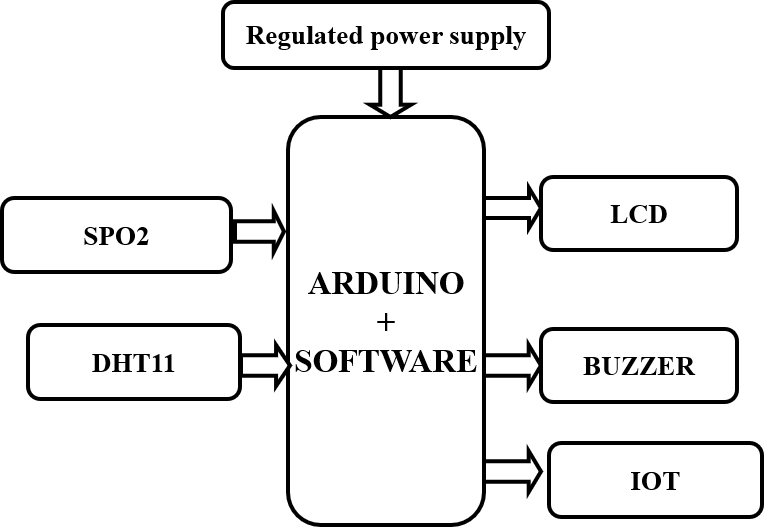 Regulated power supply
SPO2
DHT11
ARDUINO
+
SOFTWARE
LCD
BUZZER
IOT